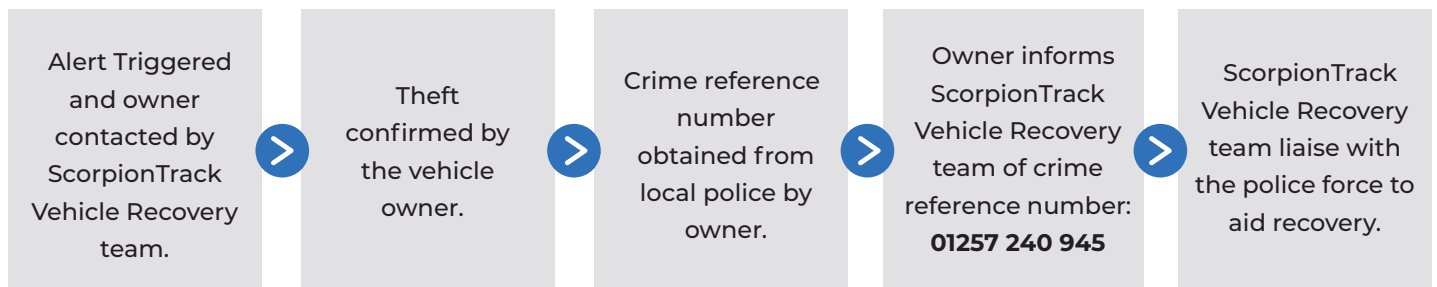 Alert Triggered
and owner
contacted by
ScorpionTrack
Vehicle Recovery
team.
Theft
confirmed by
the vehicle
owner.
Crime reference
number
obtained from
local police by
owner.
Owner informs
ScorpionTrack
Vehicle Recovery
team of crime
reference number:
01257 240 945
ScorpionTrack
Vehicle Recovery
team liaise with
the police force to
aid recovery.